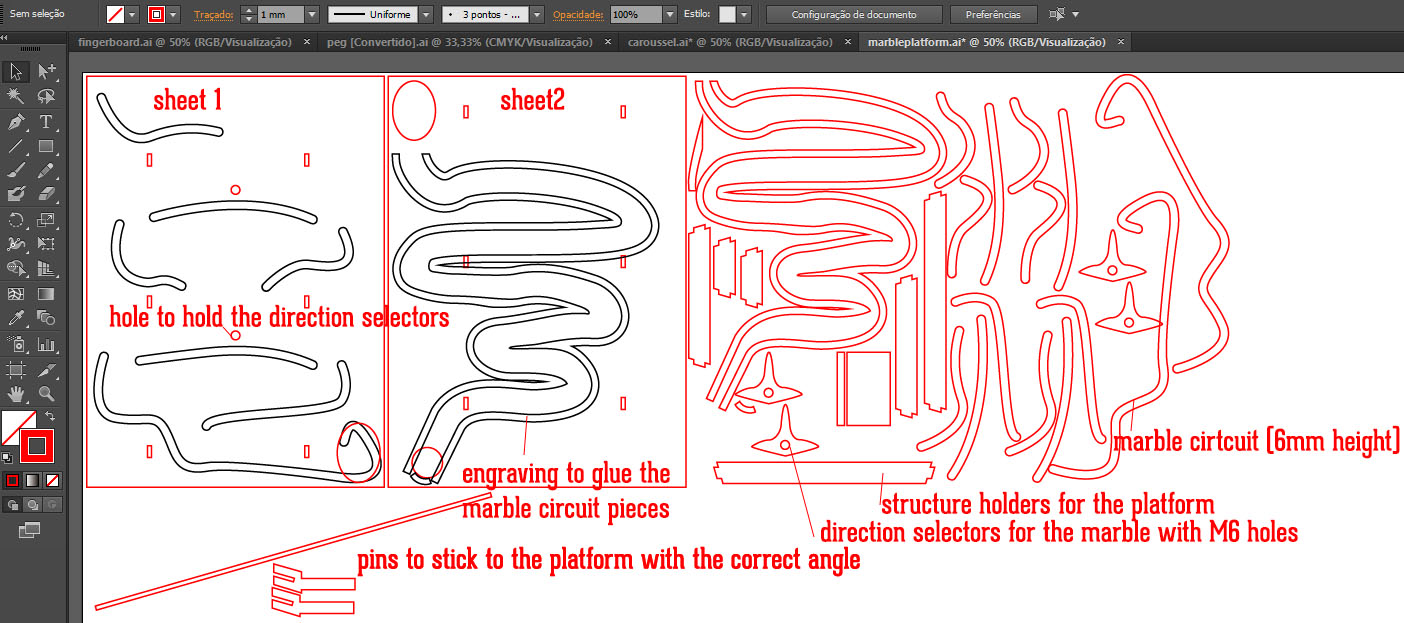 Sem seleção
Traçado:
1 mm
Uniforme
3 pontos - ...
Opacidade:
100%
Estilo:
Configuração de documento
Preferências
fingerboard.ai @ 50% (RGB/Visualização)
peg [Convertido].ai @ 33,33% (CMYK/Visualização)
caroussel.ai* @ 50% (RGB/Visualização)
marbleplatform.ai* @ 50% (RGB/Visualização)
sheet 1
sheet2
hole to hold the direction selectors
engraving to glue the
marble circuit pieces
marble cirtcuit (6mm height)
structure holders for the platform
direction selectors for the marble with M6 holes
pins to stick to the platform with the correct angle